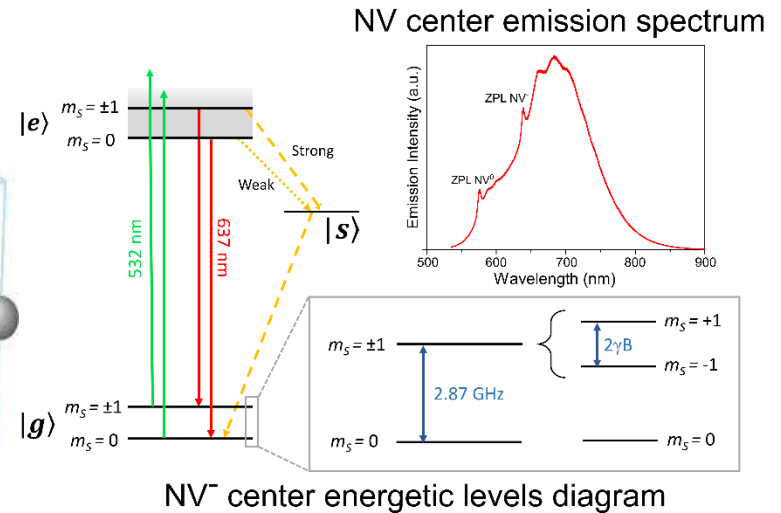 NV center emission spectrum
|e⟩
mS = ±1
mS = 0
Strong
Weak
|s⟩
532 nm
637 nm
|g⟩
mS = ±1
mS = 0
Emission Intensity (a.u.)
ZPL NV⁻
ZPL NV⁰
500 600 700 800 900
Wavelength (nm)
mS = ±1
2.87 GHz
mS = 0
mS = +1
2γB
mS = -1
mS = 0
NV⁻ center energetic levels diagram